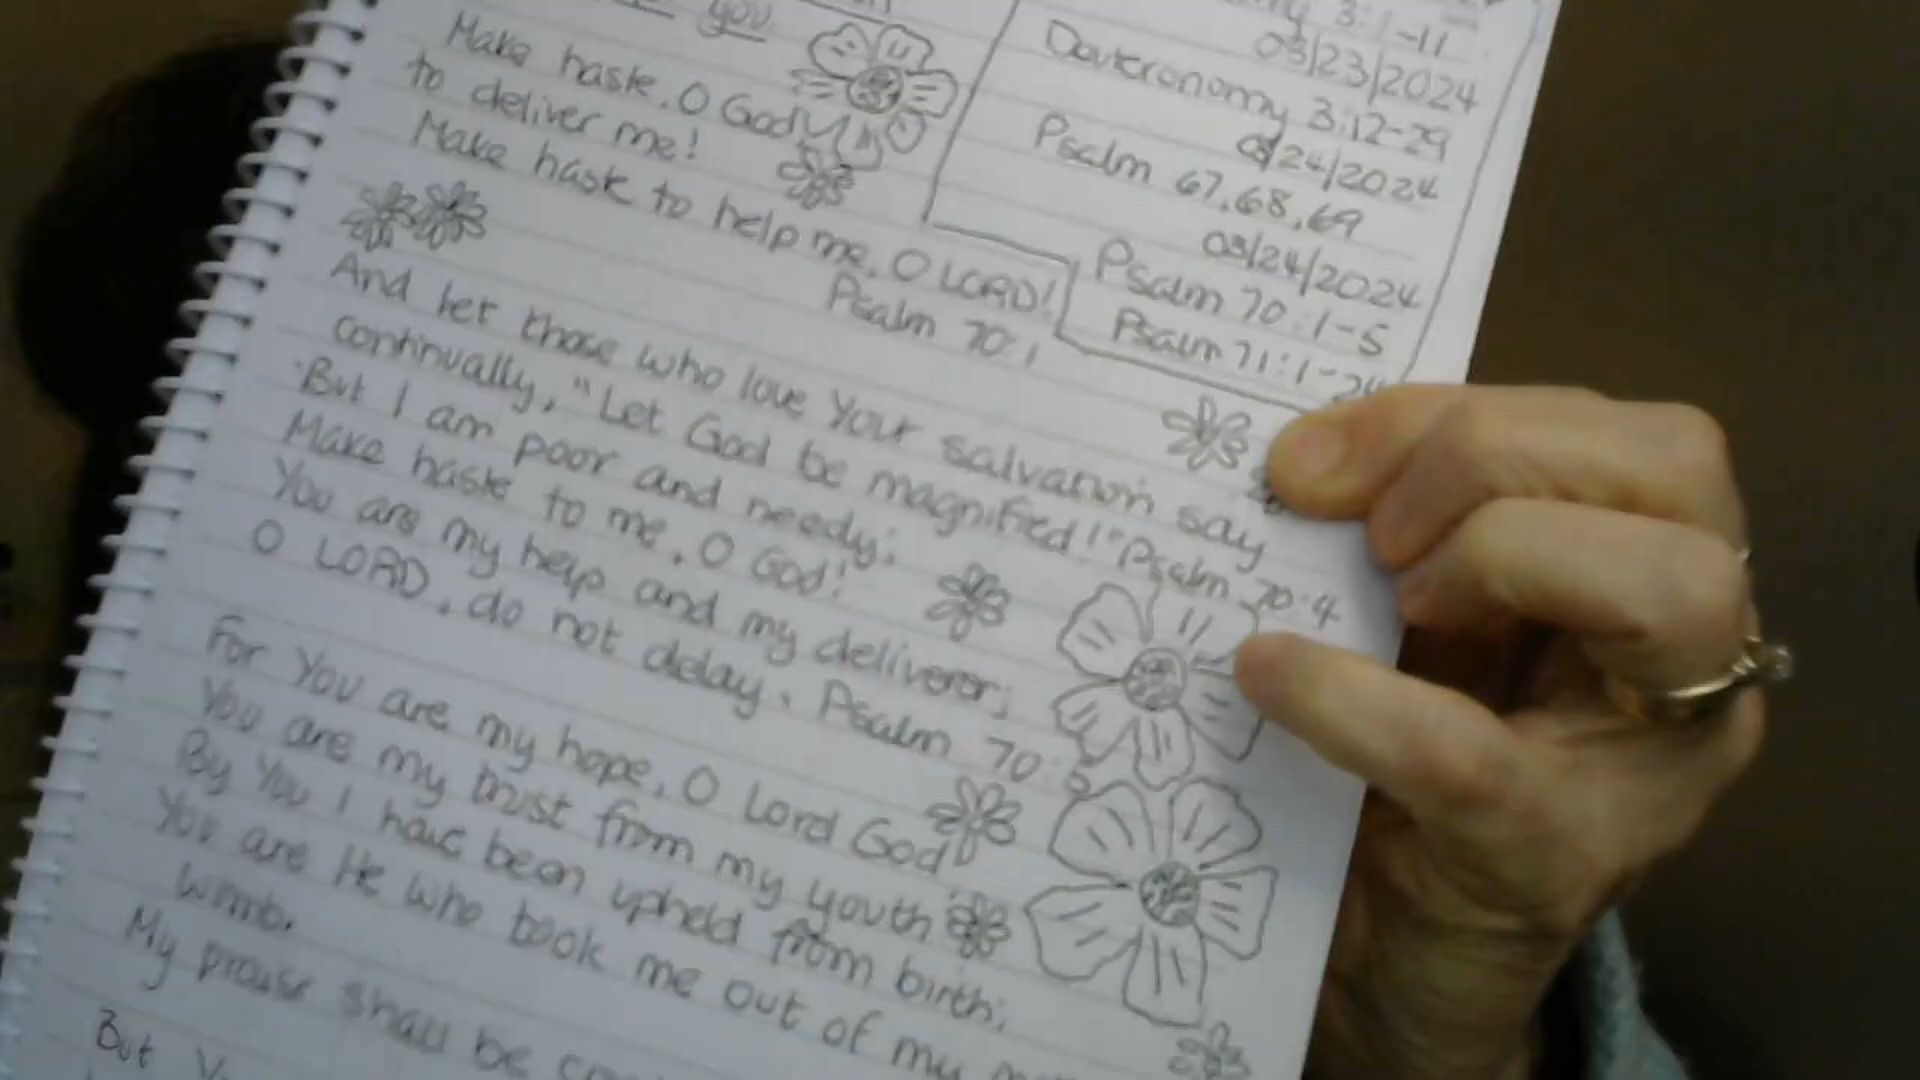 you
Make haste, O God
to deliver me!
Make haste to help me, O LORD!
Psalm 70:1
3:1-11
03/23/2024
Deuteronomy 3:12-29
03/24/2024
Psalm 67,68,69
03/24/2024
Psalm 70:1-5
Psalm 71:1-24
And let those who love Your salvation say
continually, "Let God be magnified!" Psalm 70:4
But I am poor and needy;
Make haste to me, O God!
You are my help and my deliverer;
O LORD, do not delay. Psalm 70:
For You are my hope, O Lord God
You are my trust from my youth
By You I have been upheld from birth;
You are He who took me out of my
womb.
My praise shall be
But